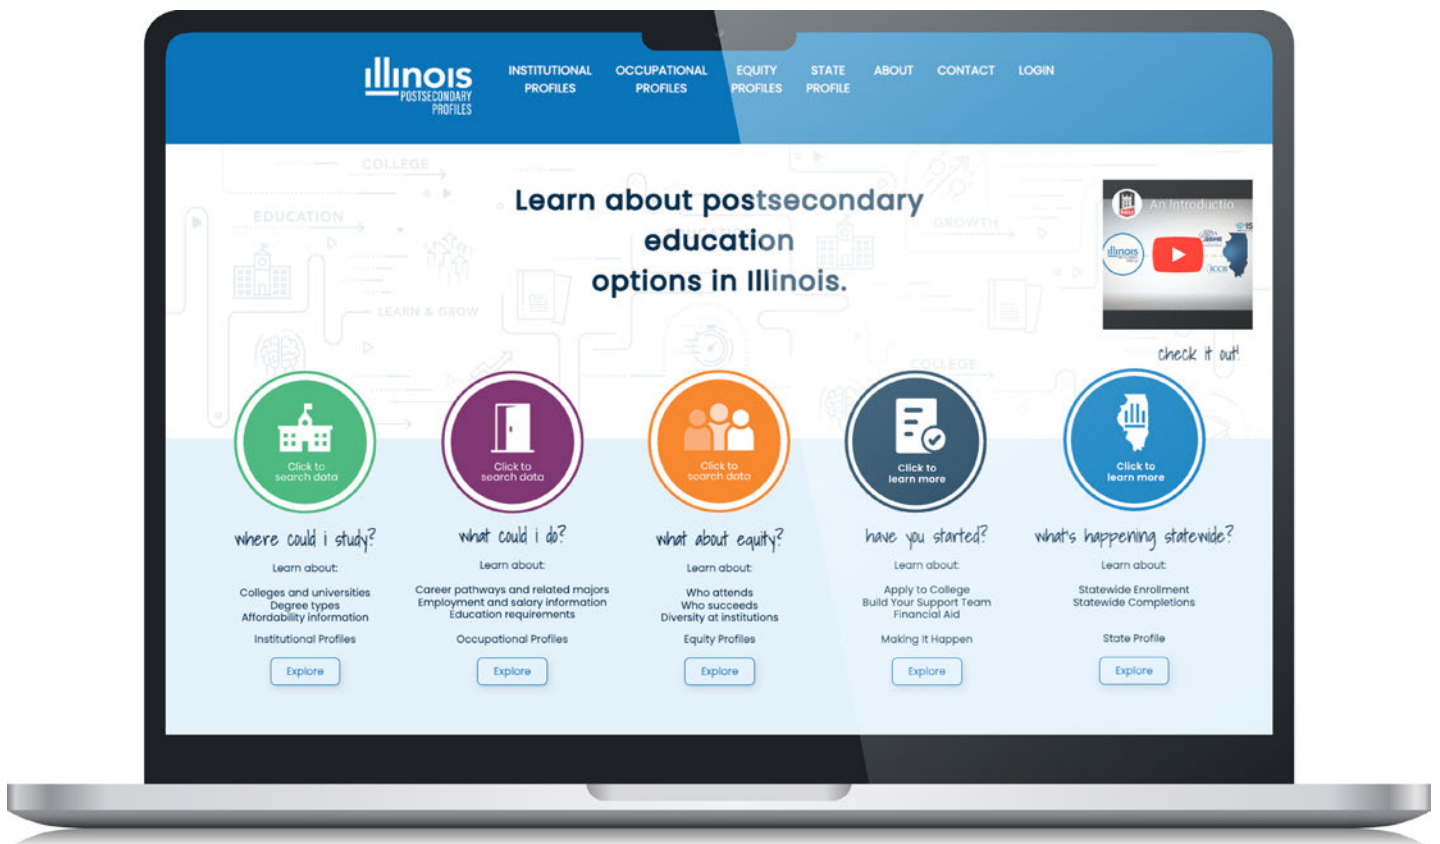 Illinois
POSTSECONDARY
PROFILES
INSTITUTIONAL
PROFILES
OCCUPATIONAL
PROFILES
EQUITY
PROFILES
STATE
PROFILE
ABOUT
CONTACT
LOGIN
COLLEGE
EDUCATION
GROWTH
LEARN & GROW
COLLEGE
Learn about postsecondary
education
options in Illinois.
An Introductio
illinois
ICCB
check it out!
Click to
search data
Click to
search data
Click to
search data
Click to
learn more
Click to
learn more
where could i study?
Learn about:
Colleges and universities
Degree types
Affordability information
Institutional Profiles
Explore
what could i do?
Learn about:
Career pathways and related majors
Employment and salary information
Education requirements
Occupational Profiles
Explore
what about equity?
Learn about:
Who attends
Who succeeds
Diversity at institutions
Equity Profiles
Explore
have you started?
Learn about:
Apply to College
Build Your Support Team
Financial Aid
Making It Happen
Explore
what's happening statewide?
Learn about:
Statewide Enrollment
Statewide Completions
State Profile
Explore